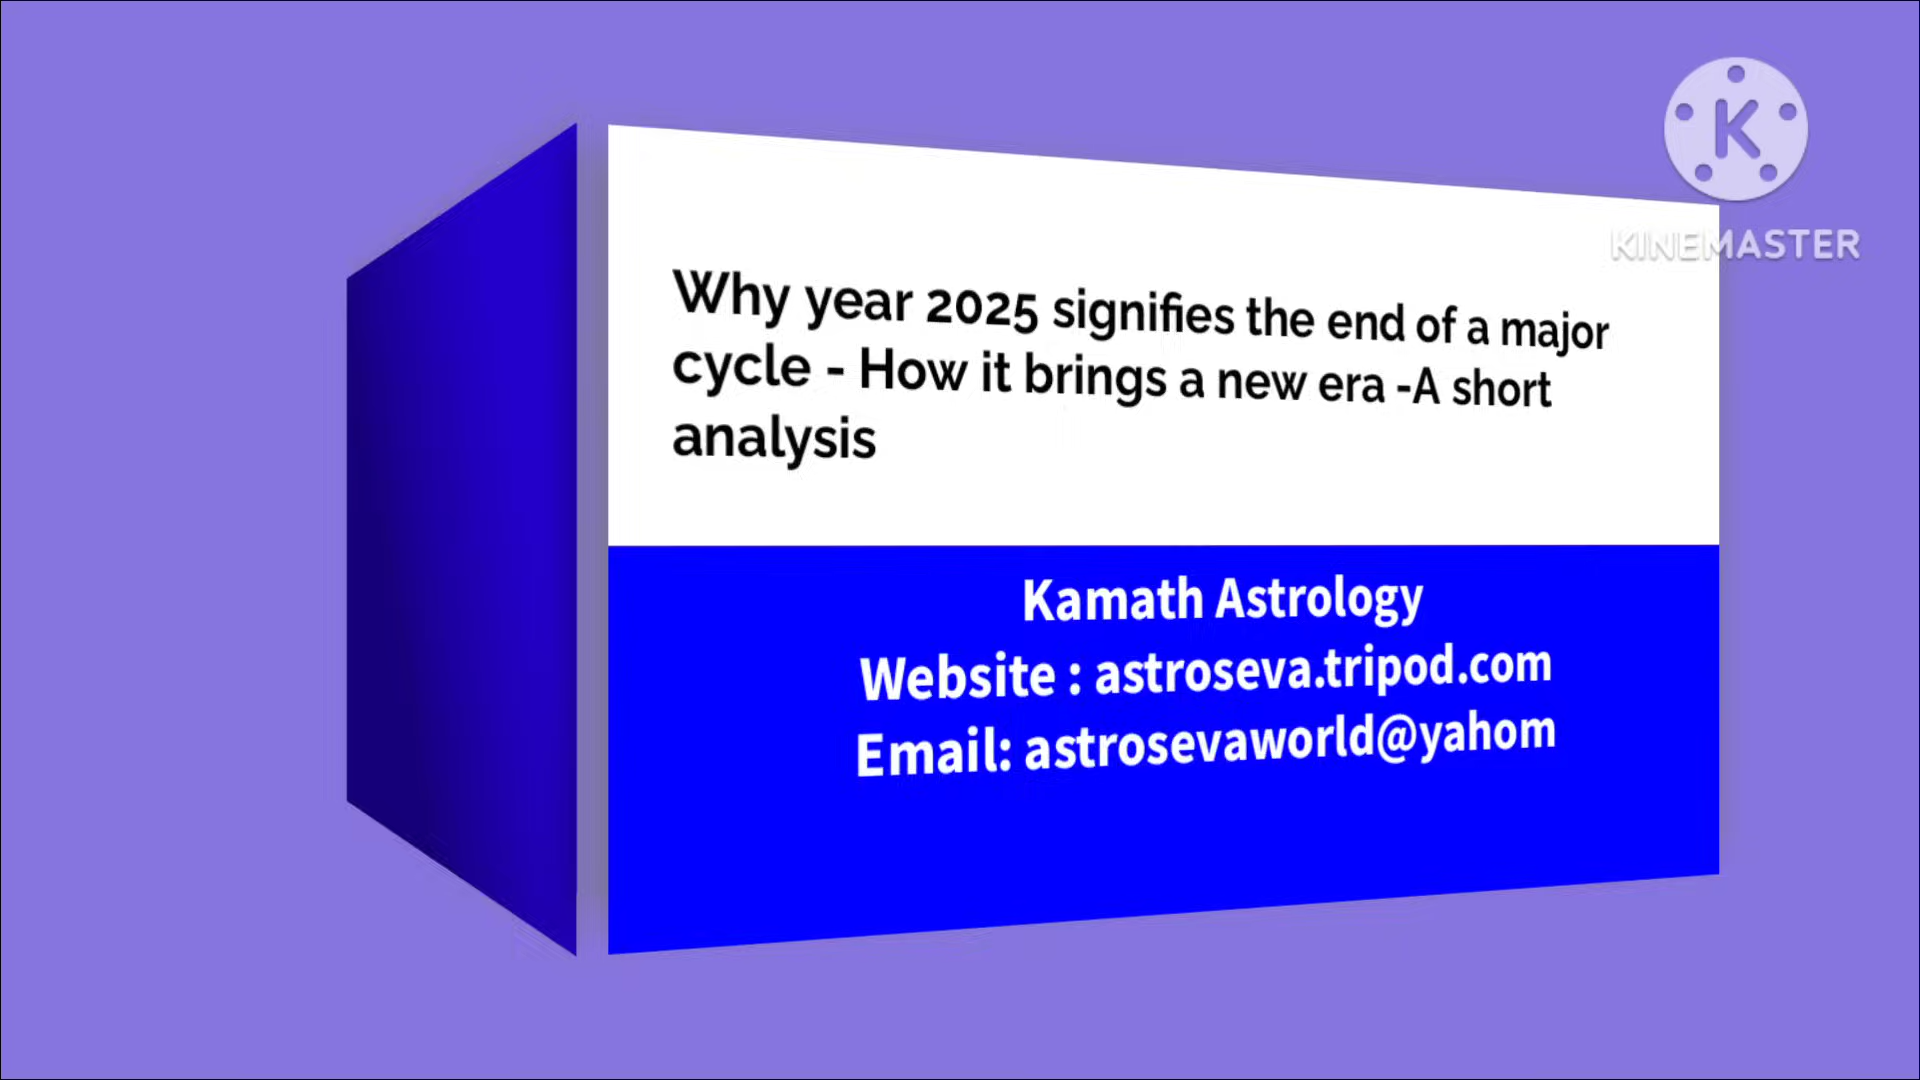 K
KINEMASTER
Why year 2025 signifies the end of a major
cycle - How it brings a new era -A short
analysis
Kamath Astrology
Website : astroseva.tripod.com
Email: astrosevaworld@yahom